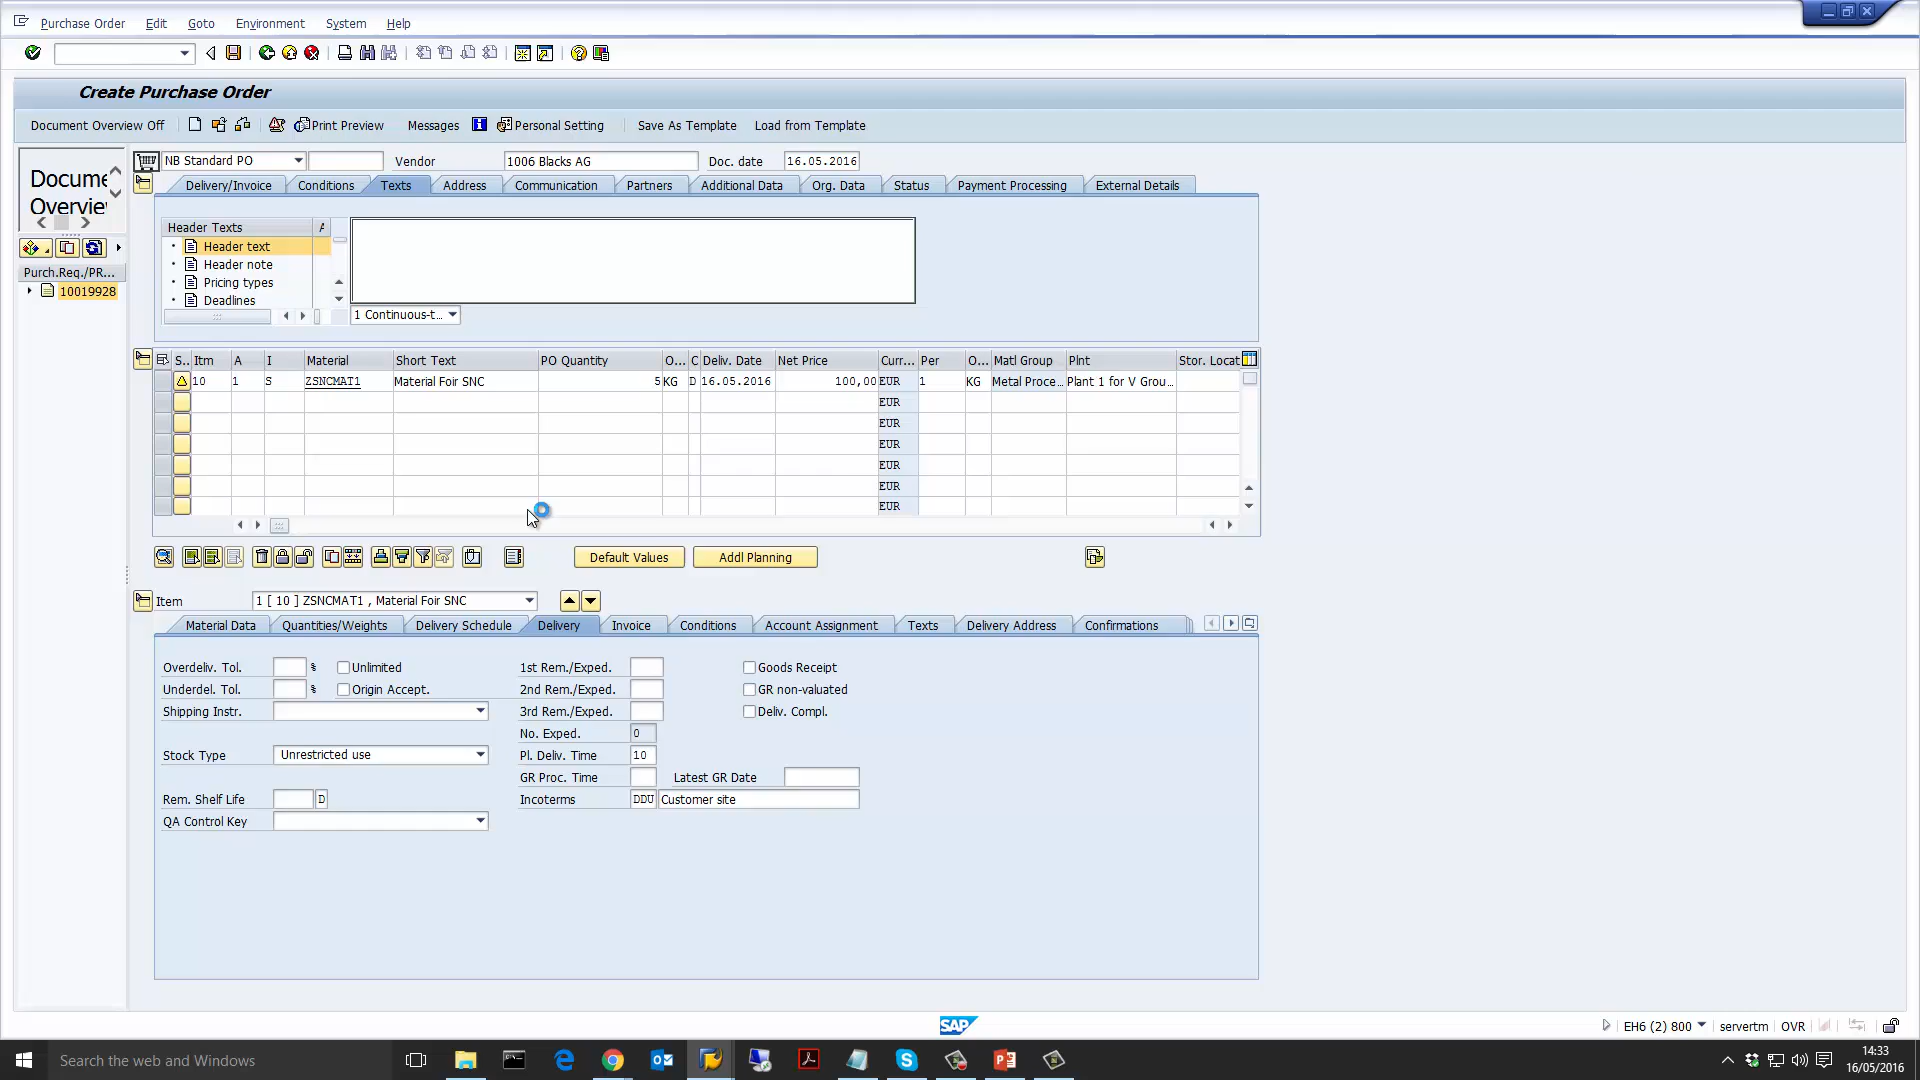 Purchase Order Edit Goto Environment System Help
Create Purchase Order
Document Overview Off Print Preview Messages Personal Setting Save As Template Load from Template
NB Standard PO Vendor 1006 Blacks AG Doc. date 16.05.2016
Docume
Overvie
Delivery/Invoice Conditions Texts Address Communication Partners Additional Data Org. Data Status Payment Processing External Details
Header Texts
Header text
Header note
Pricing types
Deadlines
1 Continuous-t...
Purch.Req./PR...
10019928
S.. Itm A I Material Short Text PO Quantity O... C Deliv. Date Net Price Curr... Per O... Matl Group Plnt Stor. Locat
10 1 S ZSNCMAT1 Material Foir SNC 5 KG D 16.05.2016 100,00 EUR 1 KG Metal Proce... Plant 1 for V Grou...
EUR
EUR
EUR
EUR
EUR
EUR
Default Values Addl Planning
Item 1 [ 10 ] ZSNCMAT1 , Material Foir SNC
Material Data Quantities/Weights Delivery Schedule Delivery Invoice Conditions Account Assignment Texts Delivery Address Confirmations
Overdeliv. Tol. % Unlimited 1st Rem./Exped. Goods Receipt
Underdel. Tol. % Origin Accept. 2nd Rem./Exped. GR non-valuated
Shipping Instr. 3rd Rem./Exped. Deliv. Compl.
No. Exped. 0
Stock Type Unrestricted use Pl. Deliv. Time 10
GR Proc. Time Latest GR Date
Rem. Shelf Life D Incoterms DDU Customer site
QA Control Key
SAP
EH6 (2) 800 servertm OVR
Search the web and Windows
14:33
16/05/2016